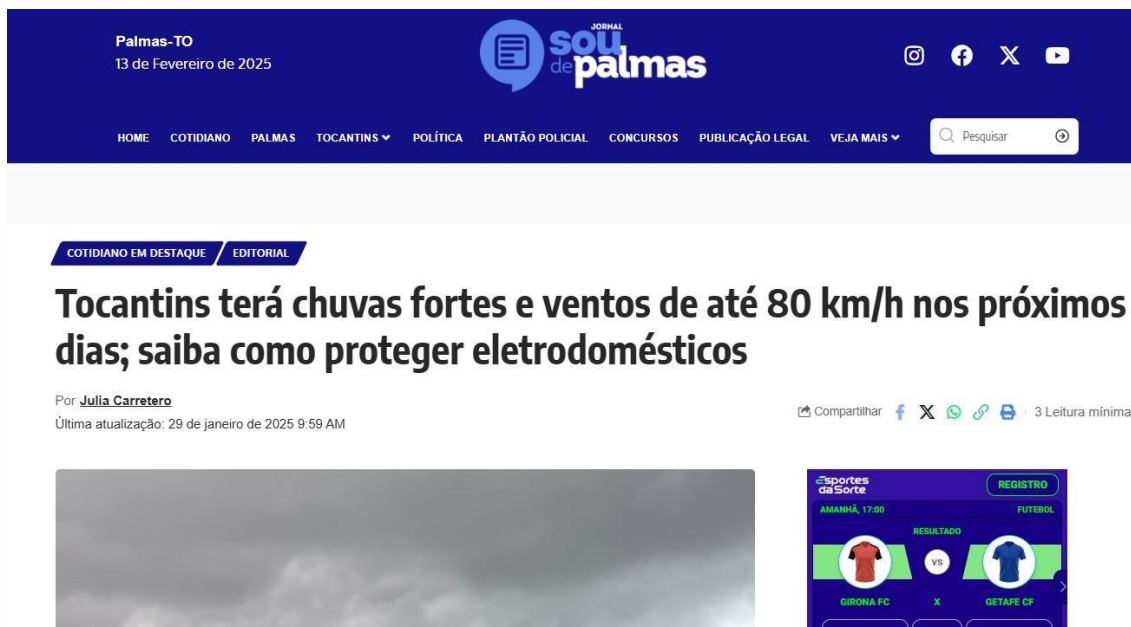 Palmas-TO
13 de Fevereiro de 2025
JORNAL
sou
de palmas
HOME COTIDIANO PALMAS TOCANTINS POLÍTICA PLANTÃO POLICIAL CONCURSOS PUBLICAÇÃO LEGAL VEJA MAIS Pesquisar
COTIDIANO EM DESTAQUE EDITORIAL
Tocantins terá chuvas fortes e ventos de até 80 km/h nos próximos
dias; saiba como proteger eletrodomésticos
Por Julia Carretero
Última atualização: 29 de janeiro de 2025 9:59 AM
Compartilhar 3 Leitura mínima
Esportes
da Sorte
REGISTRO
AMANHÃ, 17:00 FUTEBOL
RESULTADO
VS
GIRONA FC X GETAFE CF